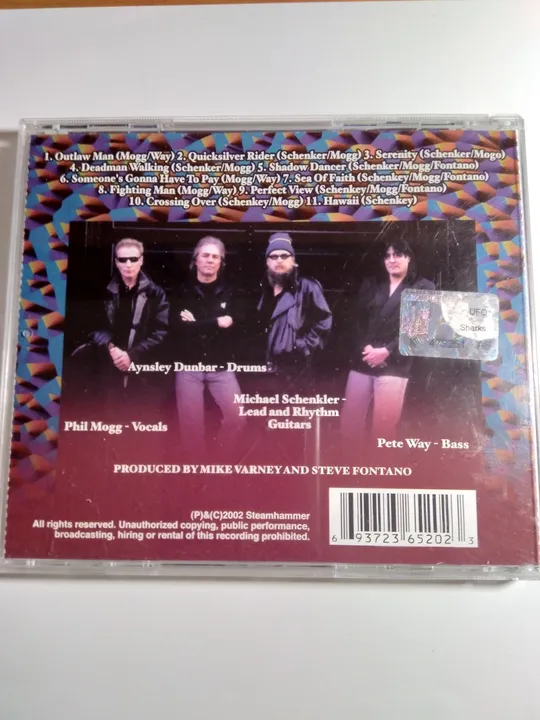 1. Outlaw Man (Mogg/Way) 2. Quicksilver Rider (Schenker/Mogg) 3. Serenity (Schenker/Mogo)
4. Deadman Walking (Schenker/Mogg) 5. Shadow Dancer (Schenker/Mogg/Fontano)
6. Someone's Gonna Have To Pay (Mogg/Way) 7. Sea Of Faith (Schenkey/Mogg/Fontano)
8. Fighting Man (Mogg/Way) 9. Perfect View (Schenkey/Mogg/Fontano)
10. Crossing Over (Schenkey/Mogg) 11. Hawaii (Schenkey)
UFO
Sharks
Aynsley Dunbar - Drums
Michael Schenkler -
Lead and Rhythm
Guitars
Phil Mogg - Vocals
Pete Way - Bass
PRODUCED BY MIKE VARNEY AND STEVE FONTANO
(P)&(C)2002 Steamhammer
All rights reserved. Unauthorized copying, public performance,
broadcasting, hiring or rental of this recording prohibited.
6 93723 65202 3